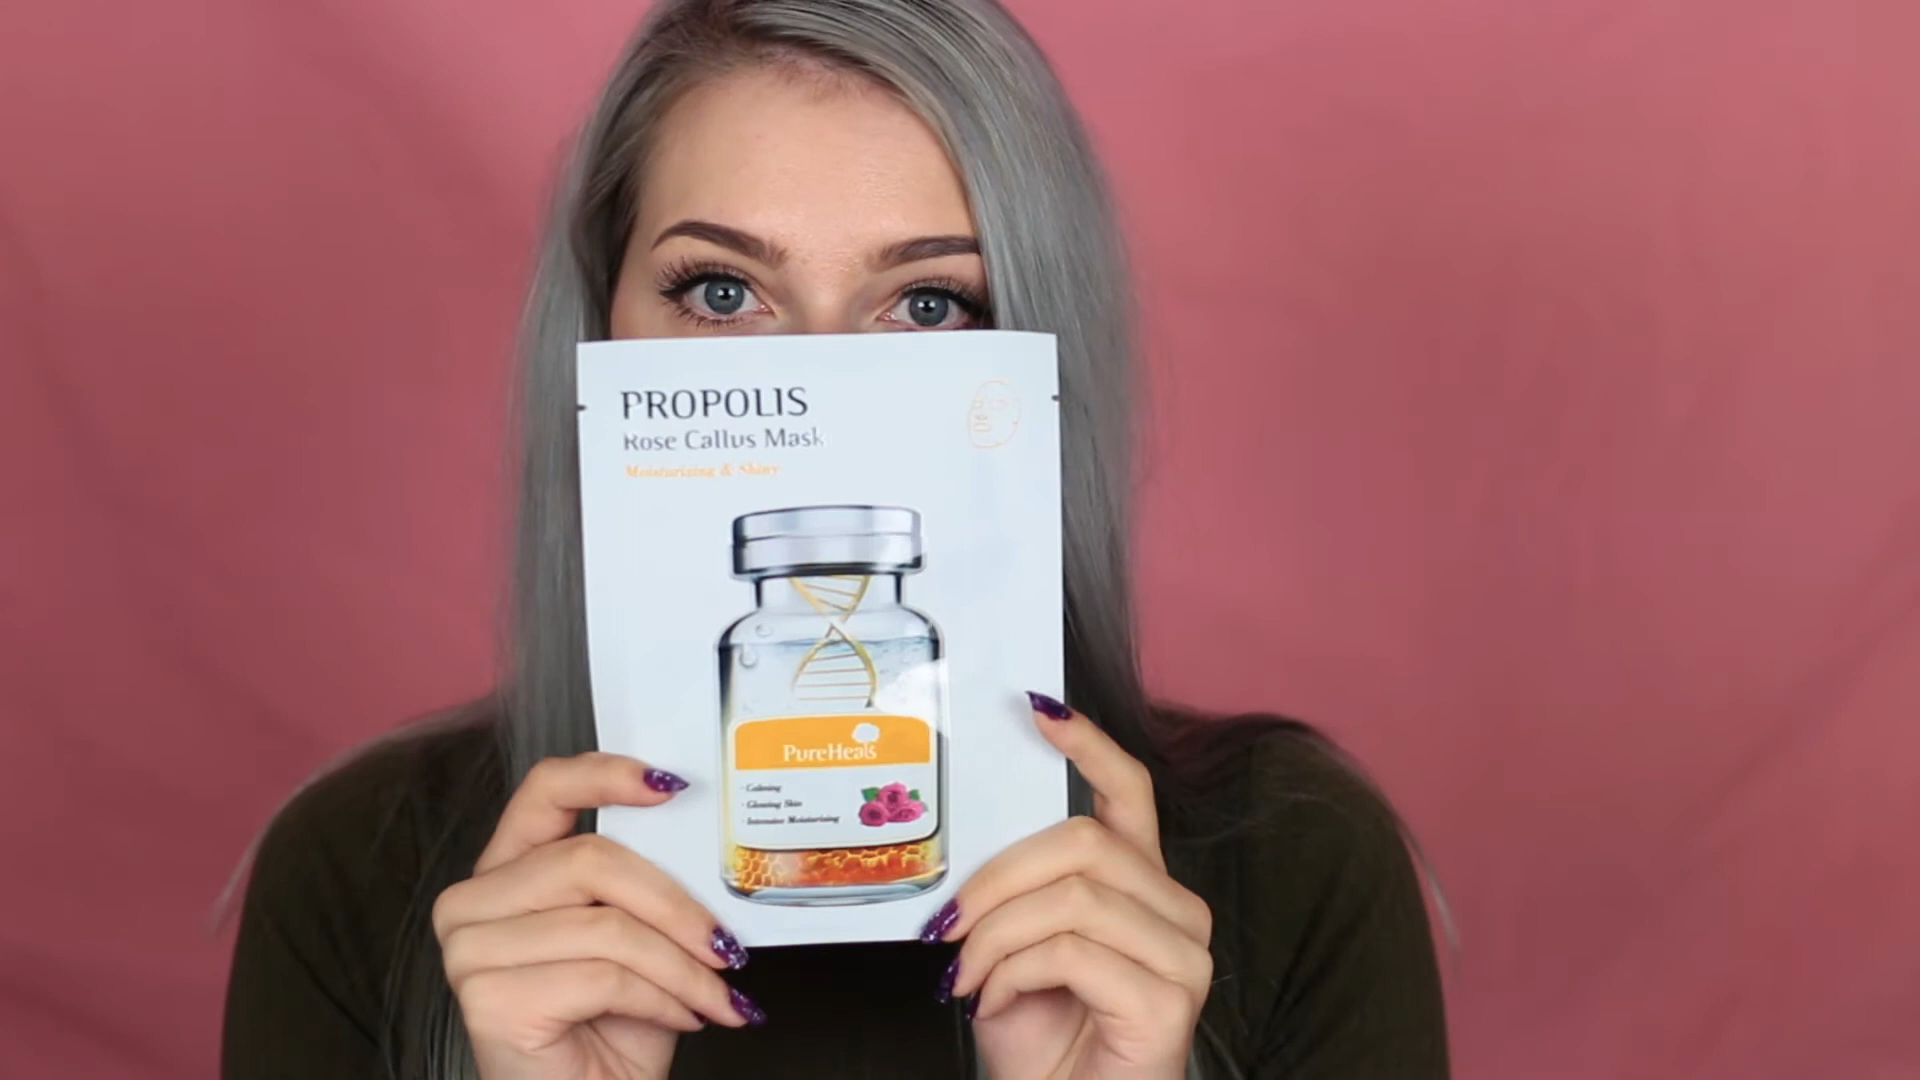 PROPOLIS
Rose Callus Mask
Moisturizing & Shiny
PureHeals
· Calming
· Glowing Skin
· Intensive Moisturizing